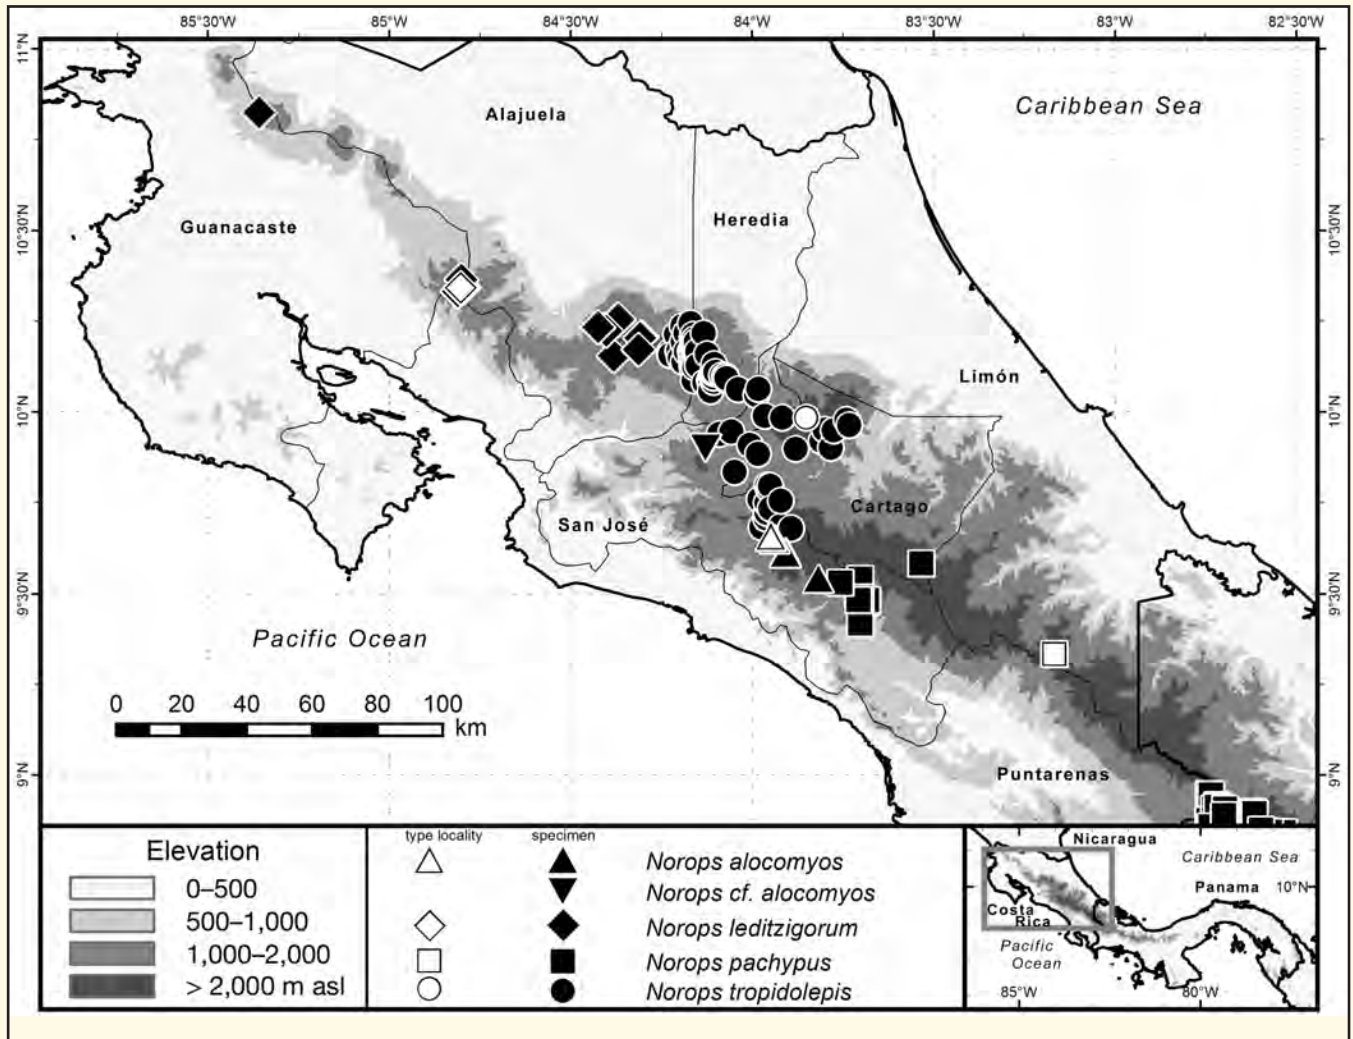 85°30'W 85°W 84°30'W 84°W 83°30'W 83°W 82°30'W
11°N 11°N
Alajuela
Caribbean Sea
Guanacaste
Heredia
10°30'N 10°30'N
Limón
10°N 10°N
San José
Cartago
9°30'N 9°30'N
Pacific Ocean
0 20 40 60 80 100
km
Puntarenas
9°N 9°N
Elevation
0–500
500–1,000
1,000–2,000
> 2,000 m asl
type locality specimen
Norops alocomyos
Norops cf. alocomyos
Norops leditzigorum
Norops pachypus
Norops tropidolepis
Nicaragua
Caribbean Sea
Panama
10°N
Costa
Rica
Pacific
Ocean
85°W 80°W